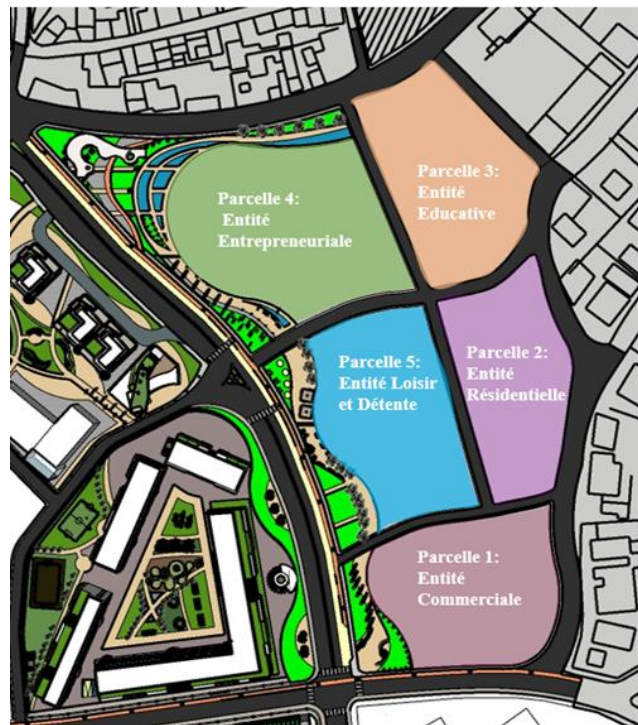 Parcelle 3:
Entité
Educative
Parcelle 4:
Entité
Entrepreneuriale
Parcelle 5:
Entité Loisir
et Détente
Parcelle 2:
Entité
Résidentielle
Parcelle 1:
Entité
Commerciale